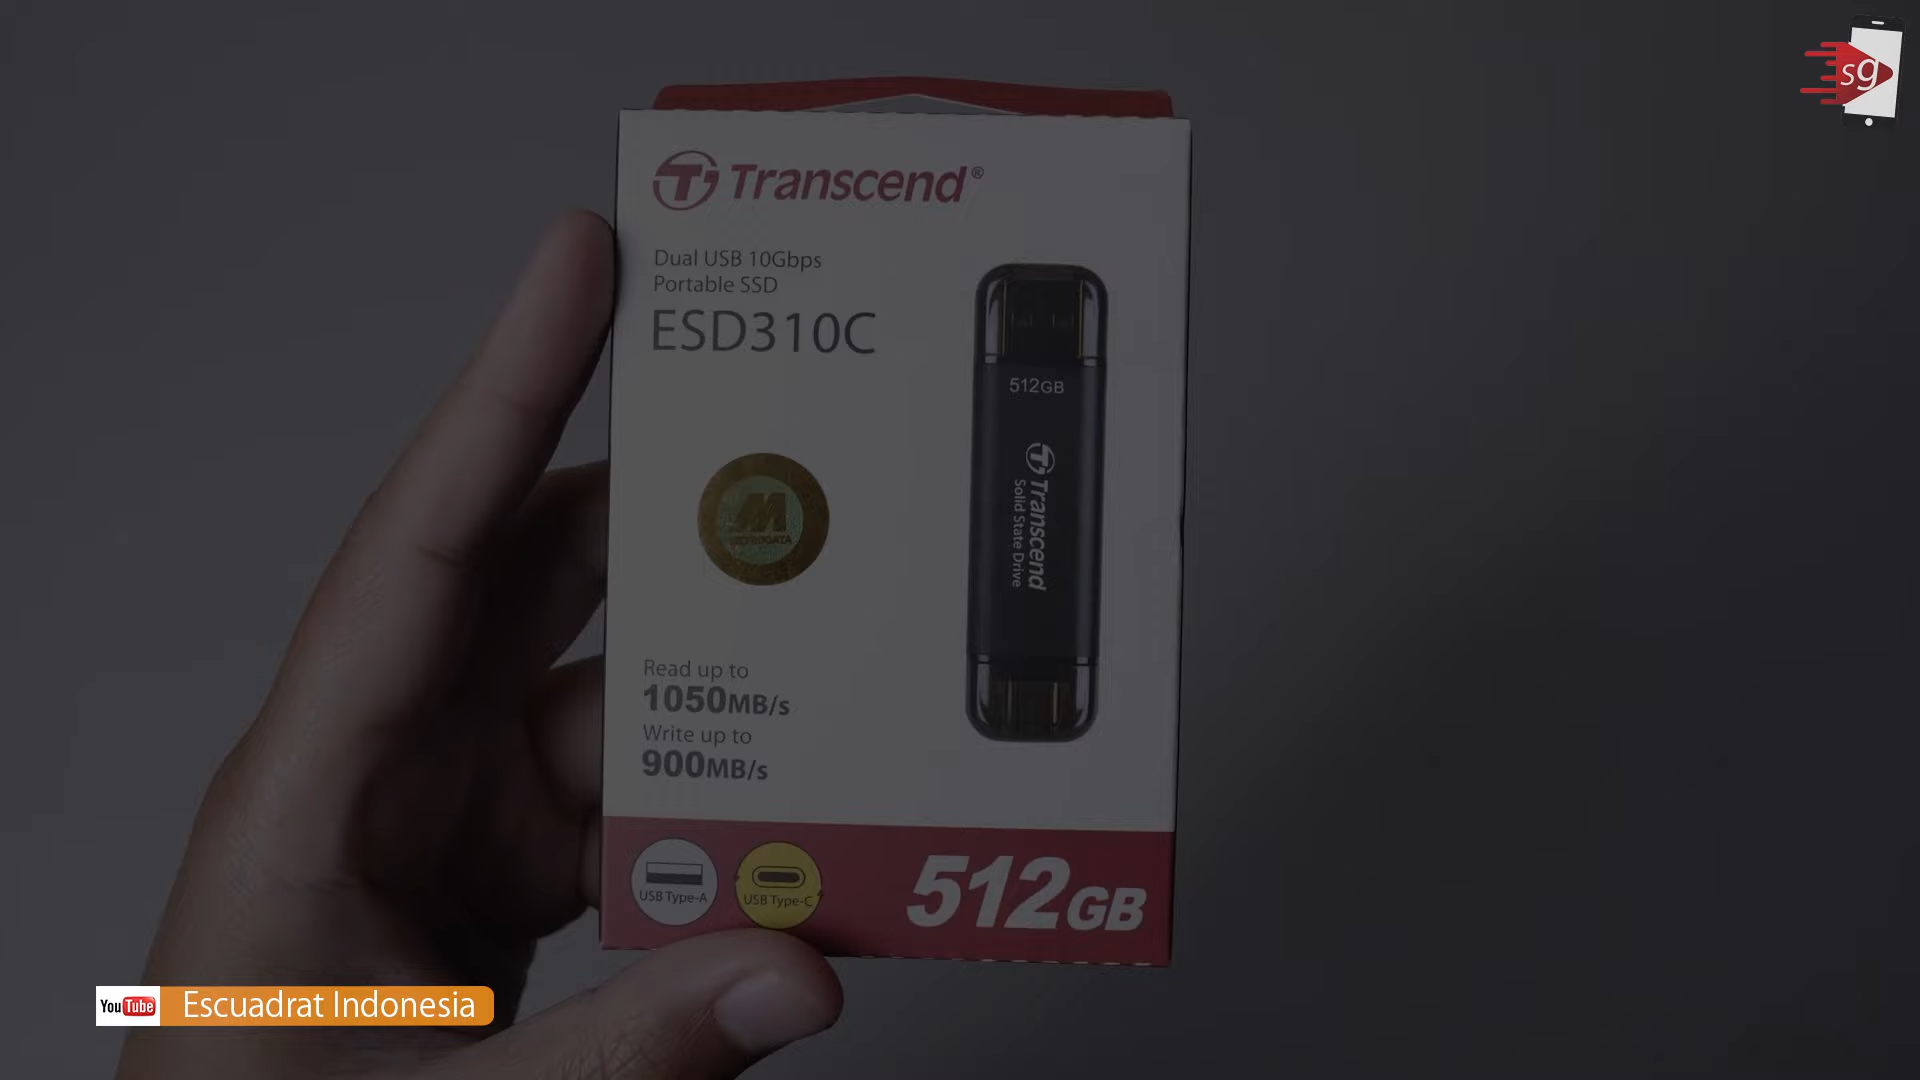 sg
Transcend®
Dual USB 10Gbps
Portable SSD
ESD310C
512GB
Transcend
Solid State Drive
METRODATA
Read up to
1050MB/s
Write up to
900MB/s
USB Type-A
USB Type-C
512GB
YouTube
Escuadrat Indonesia